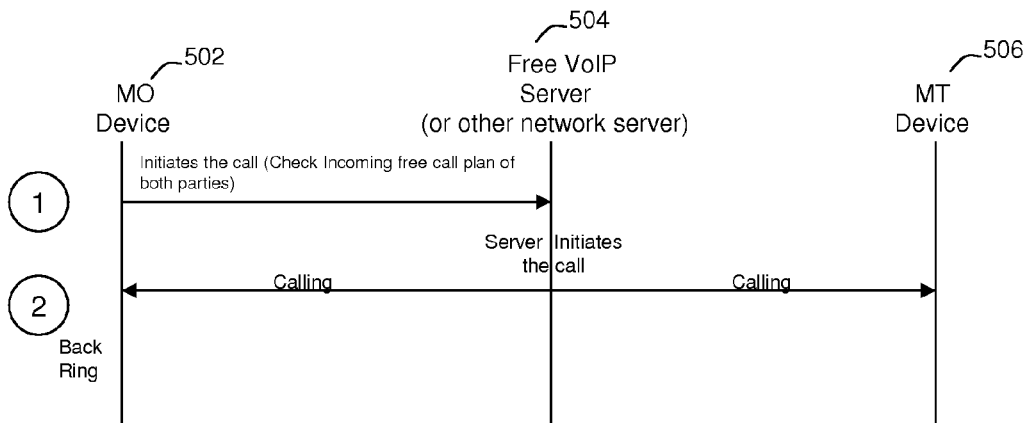 502
MO
Device
504
Free VoIP
Server
(or other network server)
506
MT
Device
Initiates the call (Check Incoming free call plan of
both parties)
1
Server Initiates
the call
Calling
Calling
2
Back
Ring